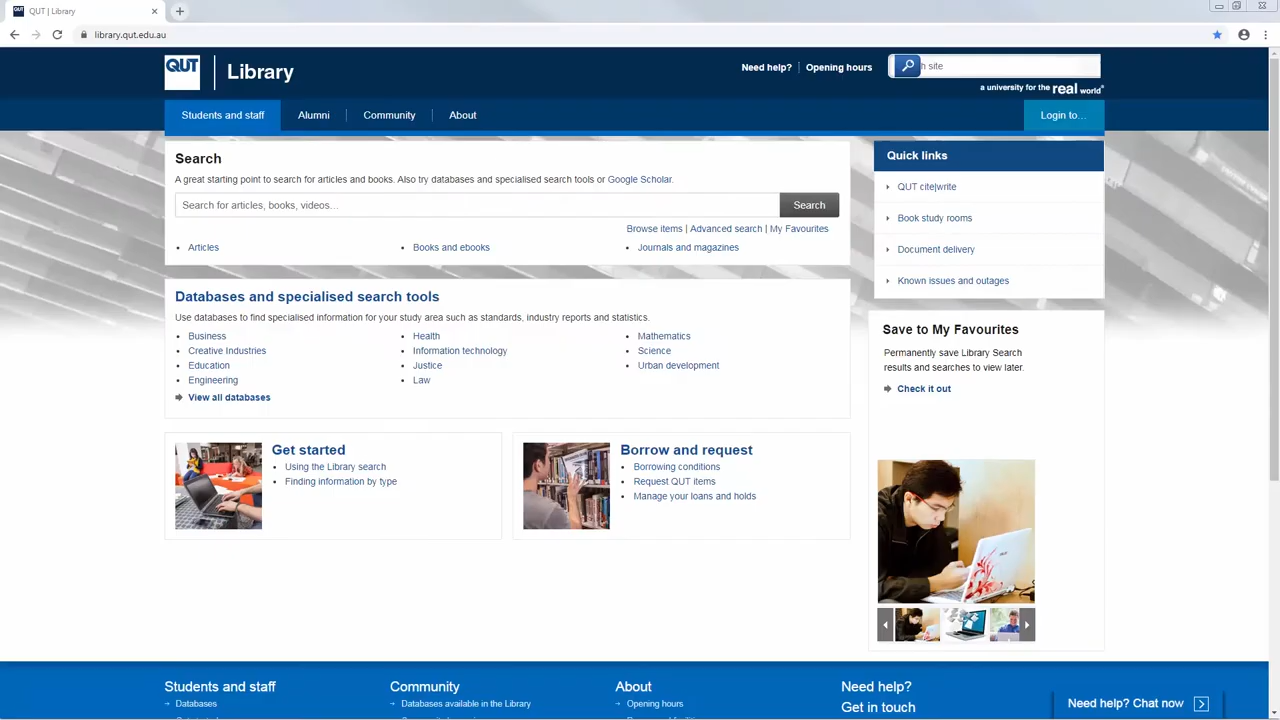 QUT | Library
library.qut.edu.au
QUT
Library
Need help?
Opening hours
h site
a university for the real world
Students and staff
Alumni
Community
About
Login to...
Search
A great starting point to search for articles and books. Also try databases and specialised search tools or Google Scholar.
Search for articles, books, videos...
Search
Browse items | Advanced search | My Favourites
Articles
Books and ebooks
Journals and magazines
Databases and specialised search tools
Use databases to find specialised information for your study area such as standards, industry reports and statistics.
Business
Health
Mathematics
Creative Industries
Information technology
Science
Education
Justice
Urban development
Engineering
Law
View all databases
Get started
Using the Library search
Finding information by type
Borrow and request
Borrowing conditions
Request QUT items
Manage your loans and holds
Quick links
QUT cite|write
Book study rooms
Document delivery
Known issues and outages
Save to My Favourites
Permanently save Library Search
results and searches to view later.
Check it out
Students and staff
Community
About
Need help?
Databases
Databases available in the Library
Opening hours
Get in touch
Need help? Chat now